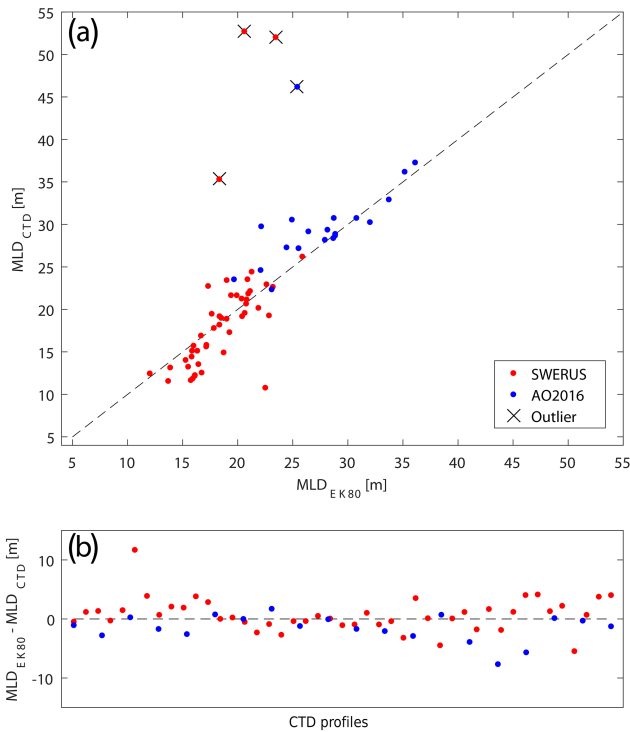 (a)
55
50
45
40
35
30
25
20
15
10
5
MLD CTD [m]
SWERUS
AO2016
Outlier
5 10 15 20 25 30 35 40 45 50 55
MLD EK80 [m]
(b)
10
0
-10
MLD EK80 - MLD CTD [m]
CTD profiles